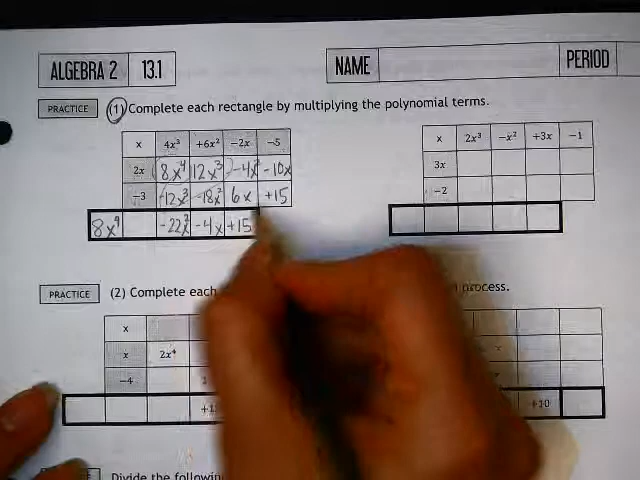 ALGEBRA 2 13.1 NAME PERIOD
PRACTICE (1) Complete each rectangle by multiplying the polynomial terms.
x 4x³ +6x² -2x -5
2x 8x⁴ 12x³ -4x² -10x
-3 -12x³ -18x² 6x +15
8x⁴ -22x² -4x +15
x 2x³ -x² +3x -1
3x
-2
PRACTICE (2) Complete each process.
x
x 2x⁴
-4
+10
Divide the